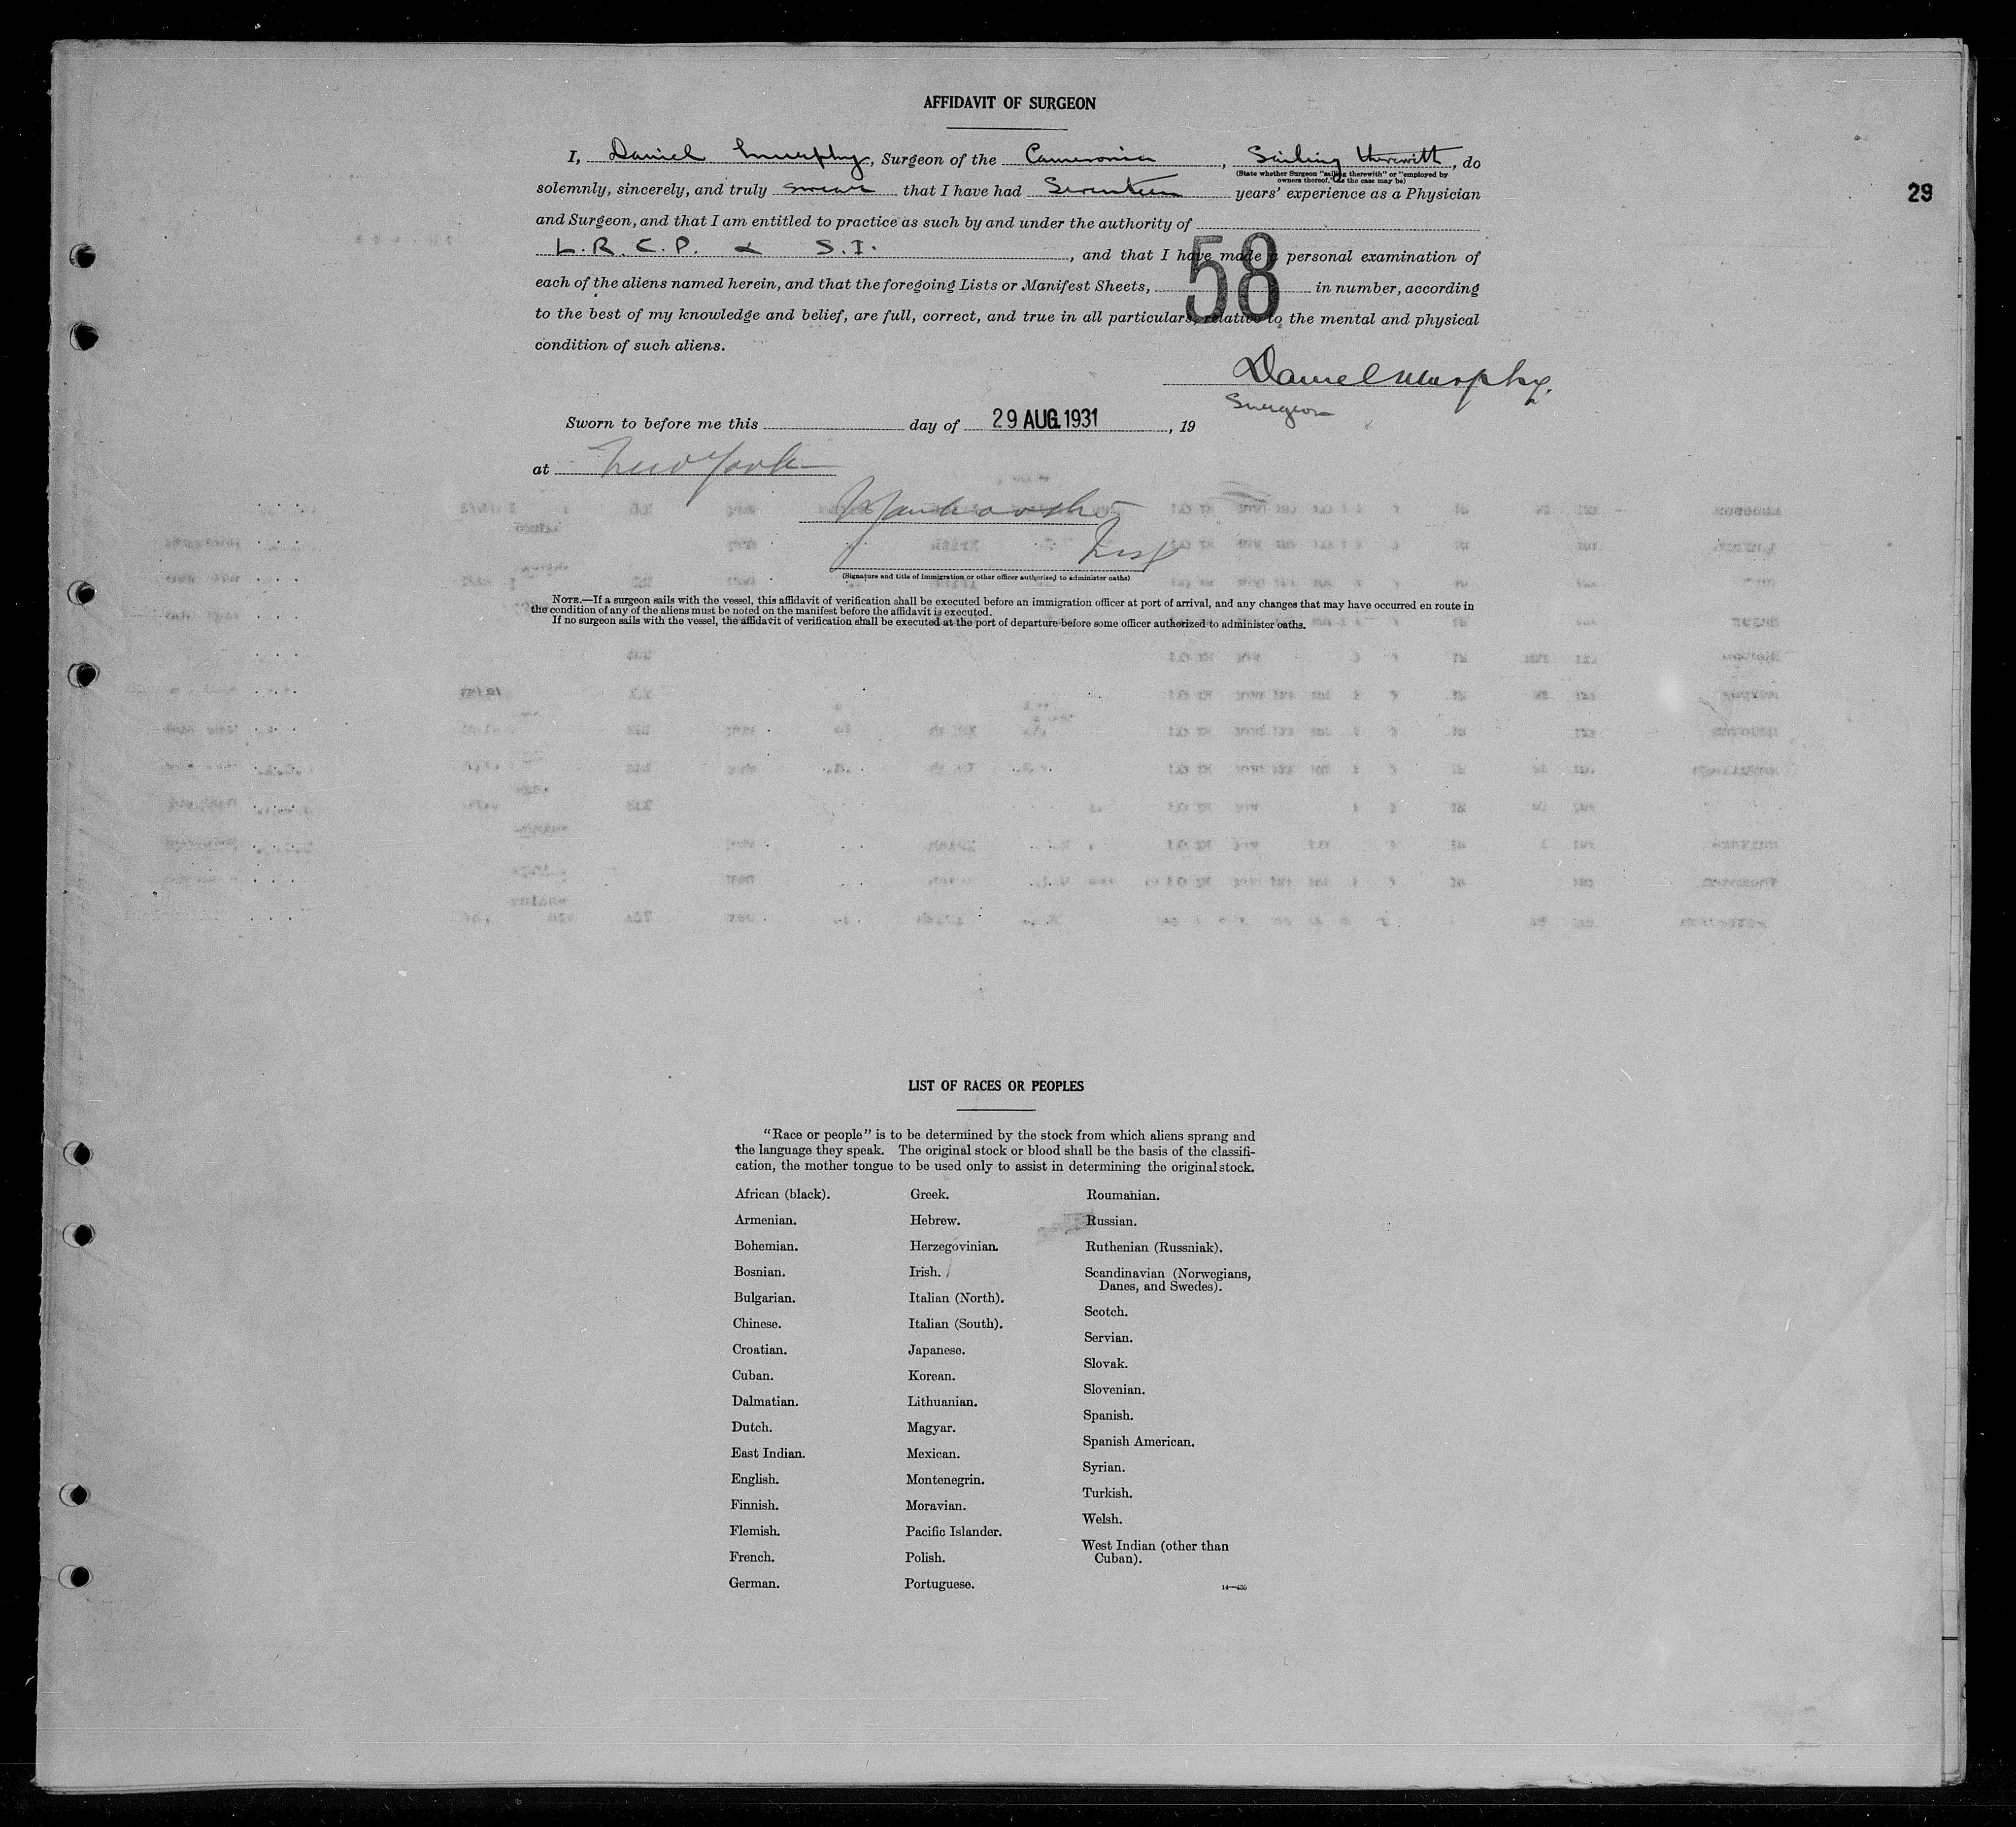 AFFIDAVIT OF SURGEON
29
I, Daniel Murphy, Surgeon of the Cameronia, Sailing therewith, do
(State whether Surgeon "sailing therewith" or "employed by
owners thereof," as the case may be)
solemnly, sincerely, and truly swear that I have had Seventeen years' experience as a Physician
and Surgeon, and that I am entitled to practice as such by and under the authority of
L. R. C. P. & S. I., and that I have made a personal examination of
58
each of the aliens named herein, and that the foregoing Lists or Manifest Sheets, in number, according
to the best of my knowledge and belief, are full, correct, and true in all particulars, relative to the mental and physical
condition of such aliens.
Daniel Murphy.
Surgeon
Sworn to before me this day of 29 AUG. 1931, 19
at New York
Insp
(Signature and title of immigration or other officer authorized to administer oaths)
NOTE.—If a surgeon sails with the vessel, this affidavit of verification shall be executed before an immigration officer at port of arrival, and any changes that may have occurred en route in
the condition of any of the aliens must be noted on the manifest before the affidavit is executed.
If no surgeon sails with the vessel, the affidavit of verification shall be executed at the port of departure before some officer authorized to administer oaths.
LIST OF RACES OR PEOPLES
"Race or people" is to be determined by the stock from which aliens sprang and
the language they speak. The original stock or blood shall be the basis of the classifi-
cation, the mother tongue to be used only to assist in determining the original stock.
African (black).
Armenian.
Bohemian.
Bosnian.
Bulgarian.
Chinese.
Croatian.
Cuban.
Dalmatian.
Dutch.
East Indian.
English.
Finnish.
Flemish.
French.
German.
Greek.
Hebrew.
Herzegovinian.
Irish.
Italian (North).
Italian (South).
Japanese.
Korean.
Lithuanian.
Magyar.
Mexican.
Montenegrin.
Moravian.
Pacific Islander.
Polish.
Portuguese.
Roumanian.
Russian.
Ruthenian (Russniak).
Scandinavian (Norwegians,
Danes, and Swedes).
Scotch.
Servian.
Slovak.
Slovenian.
Spanish.
Spanish American.
Syrian.
Turkish.
Welsh.
West Indian (other than
Cuban).